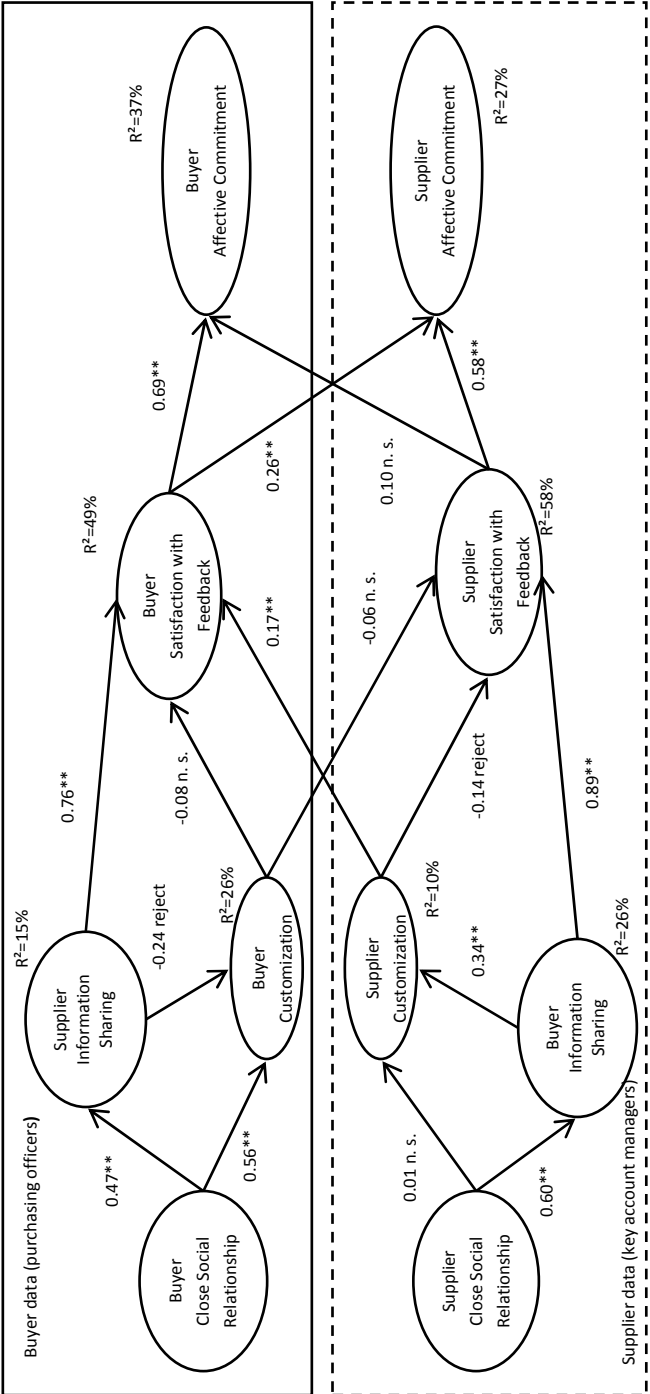 Buyer data (purchasing officers)
Buyer
Close Social
Relationship
0.47**
0.56**
R²=15%
Supplier
Information
Sharing
-0.24 reject
R²=26%
Buyer
Customization
0.76**
-0.08 n. s.
R²=49%
Buyer
Satisfaction with
Feedback
0.17**
0.69**
0.26**
R²=37%
Buyer
Affective Commitment
Supplier
Close Social
Relationship
0.01 n. s.
0.60**
Supplier
Customization
R²=10%
0.34**
Buyer
Information
Sharing
R²=26%
-0.06 n. s.
-0.14 reject
0.89**
Supplier
Satisfaction with
Feedback
R²=58%
0.10 n. s.
0.58**
Supplier
Affective Commitment
R²=27%
Supplier data (key account managers)